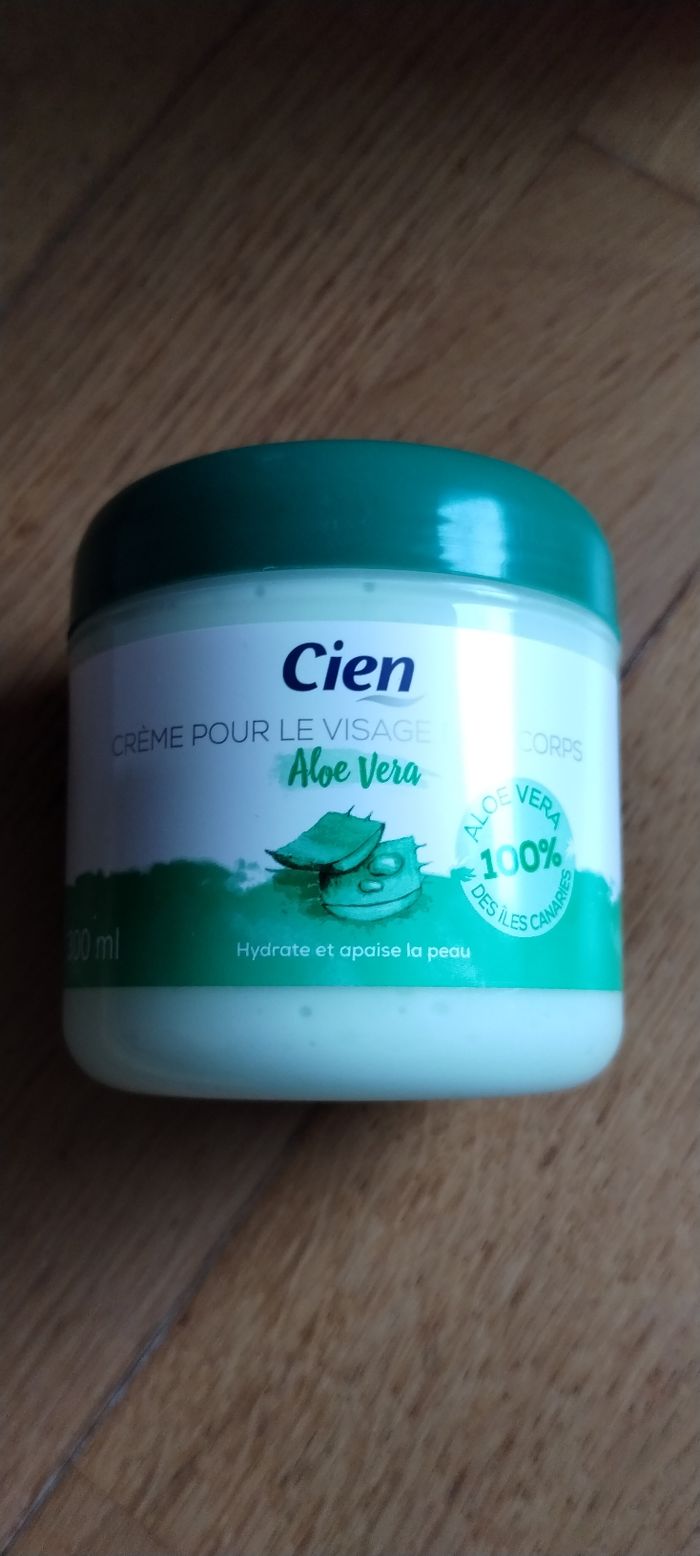 Cien
CRÈME POUR LE VISAGE CORPS
Aloe Vera
ALOE VERA
100%
DES ÎLES CANARIES
Hydrate et apaise la peau
ml